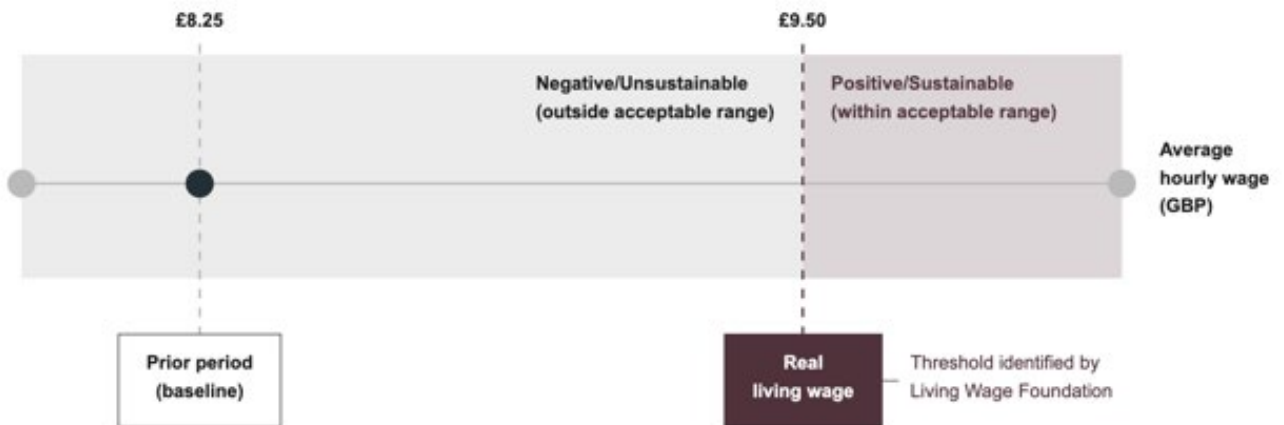 £8.25
£9.50
Negative/Unsustainable
(outside acceptable range)
Positive/Sustainable
(within acceptable range)
Average
hourly wage
(GBP)
Prior period
(baseline)
Real
living wage
Threshold identified by
Living Wage Foundation